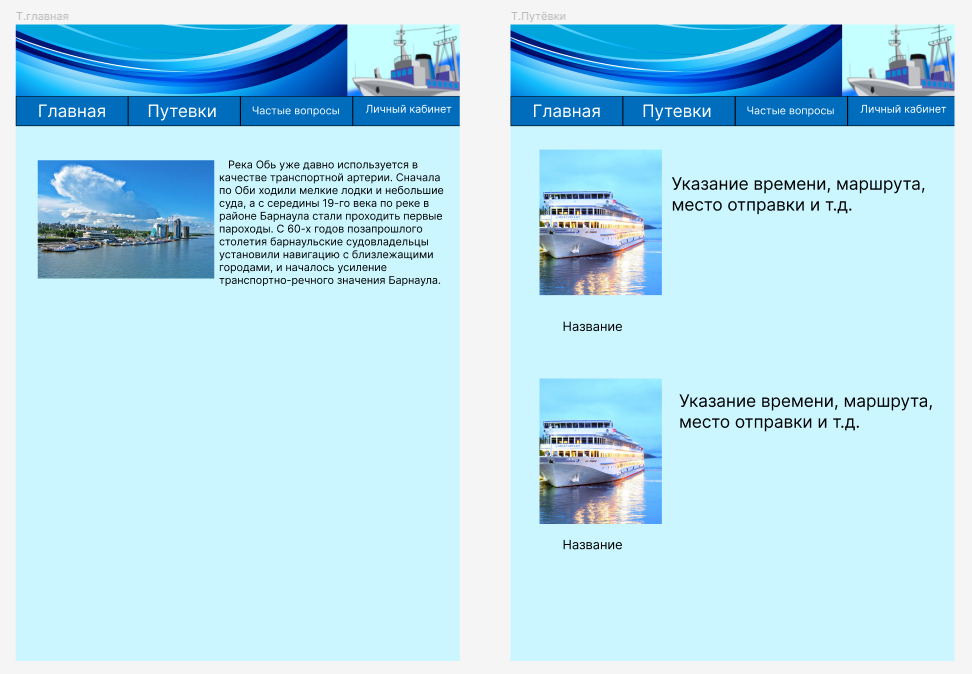 Т.главная
Главная
Путевки
Частые вопросы
Личный кабинет
Река Обь уже давно используется в
качестве транспортной артерии. Сначала
по Оби ходили мелкие лодки и небольшие
суда, а с середины 19-го века по реке в
районе Барнаула стали проходить первые
пароходы. С 60-х годов позапрошлого
столетия барнаульские судовладельцы
установили навигацию с близлежащими
городами, и началось усиление
транспортно-речного значения Барнаула.
Т.Путёвки
Главная
Путевки
Частые вопросы
Личный кабинет
Указание времени, маршрута,
место отправки и т.д.
Название
Указание времени, маршрута,
место отправки и т.д.
Название